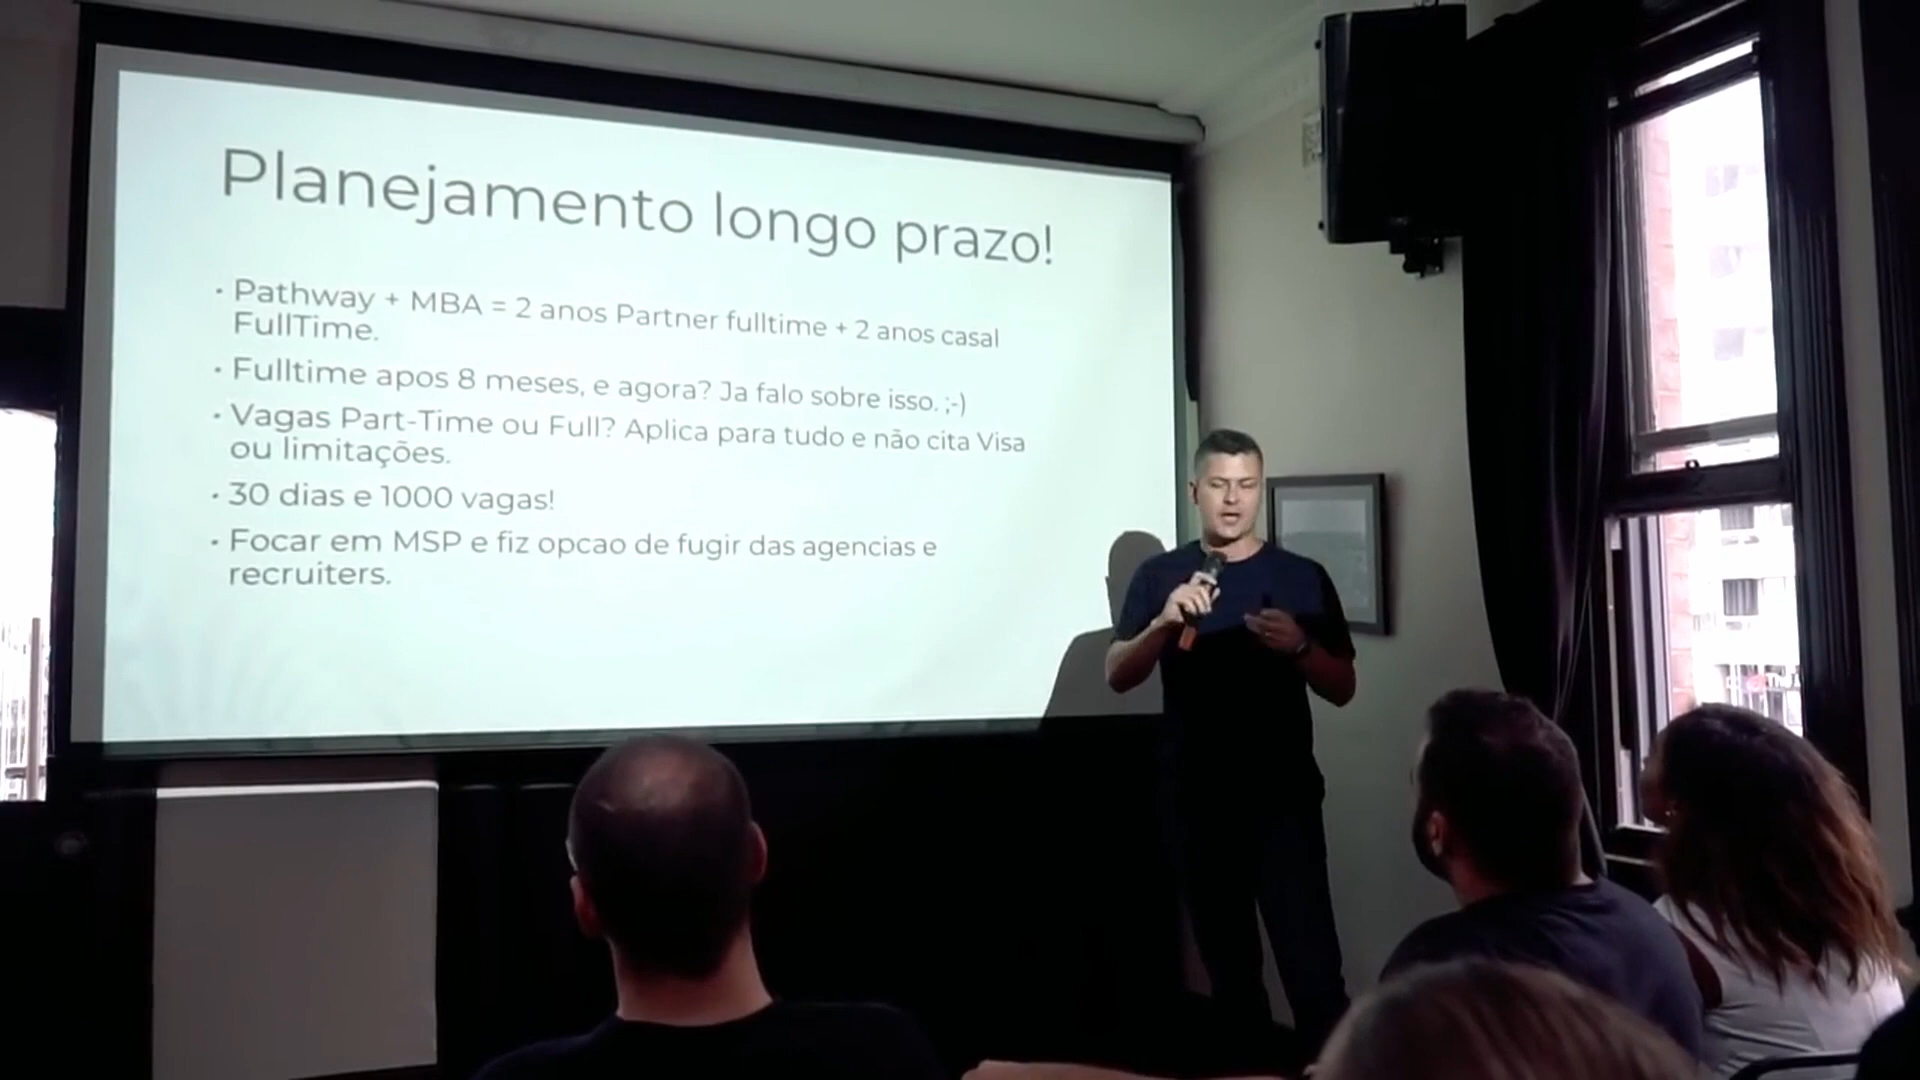 Planejamento longo prazo!
• Pathway + MBA = 2 anos Partner fulltime + 2 anos casal
FullTime.
• Fulltime apos 8 meses, e agora? Ja falo sobre isso. ;-)
• Vagas Part-Time ou Full? Aplica para tudo e não cita Visa
ou limitações.
• 30 dias e 1000 vagas!
• Focar em MSP e fiz opcao de fugir das agencias e
recruiters.